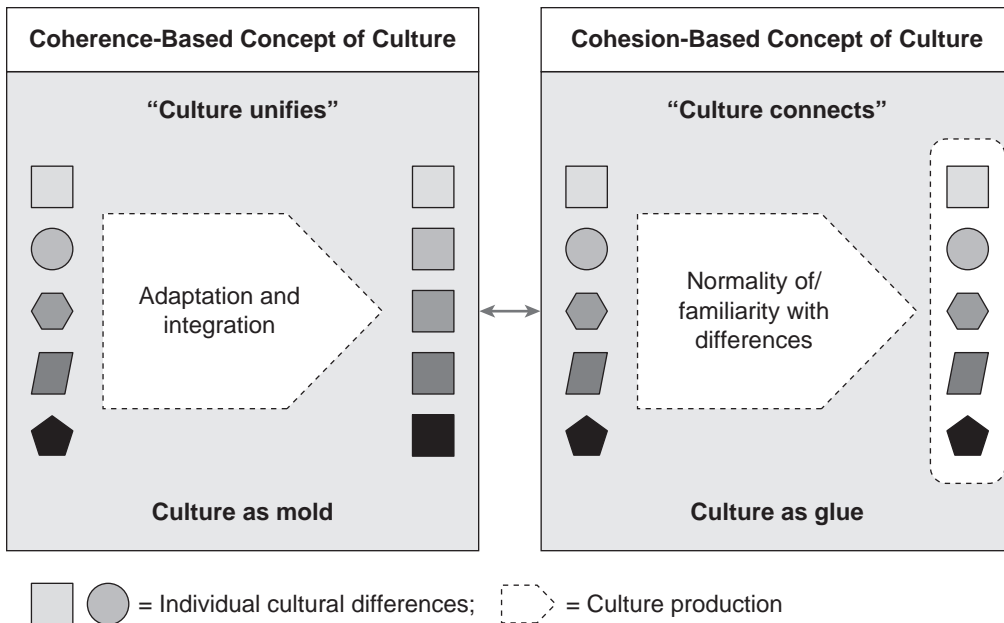 Coherence-Based Concept of Culture
“Culture unifies”
Adaptation and
integration
Culture as mold
Cohesion-Based Concept of Culture
“Culture connects”
Normality of/
familiarity with
differences
Culture as glue
= Individual cultural differences;
= Culture production